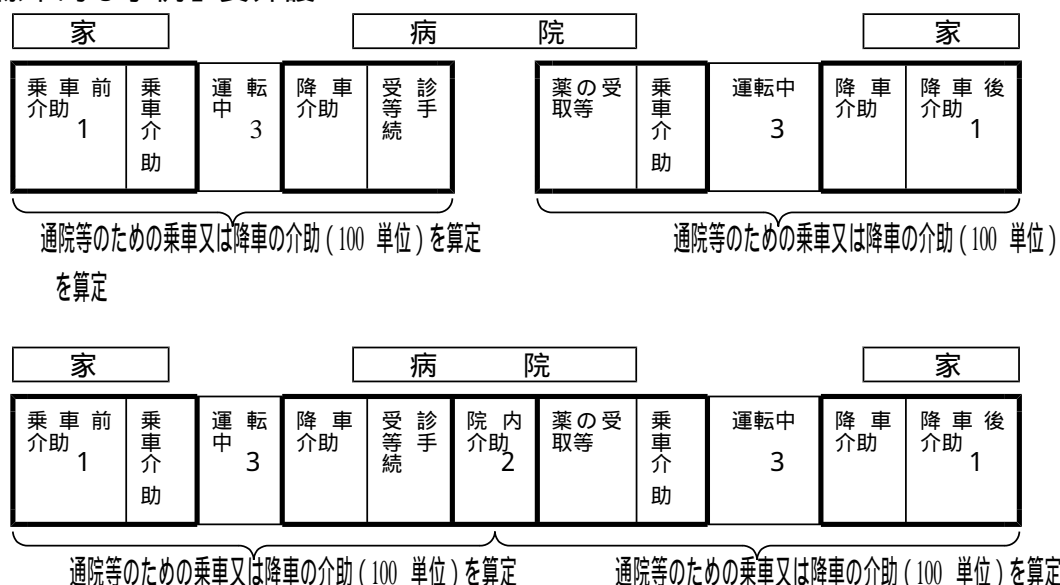 家 病 院 家
乗車前介助 1 乗車介助 運転中 3 降車介助 受診等手続 薬の受取等 乗車介助 運転中 3 降車介助 降車後介助 1
通院等のための乗車又は降車の介助(100 単位)を算定 通院等のための乗車又は降車の介助(100 単位)
を算定
家 病 院 家
乗車前介助 1 乗車介助 運転中 3 降車介助 受診等手続 院内介助 2 薬の受取等 乗車介助 運転中 3 降車介助 降車後介助 1
通院等のための乗車又は降車の介助(100 単位)を算定 通院等のための乗車又は降車の介助(100 単位)を算定